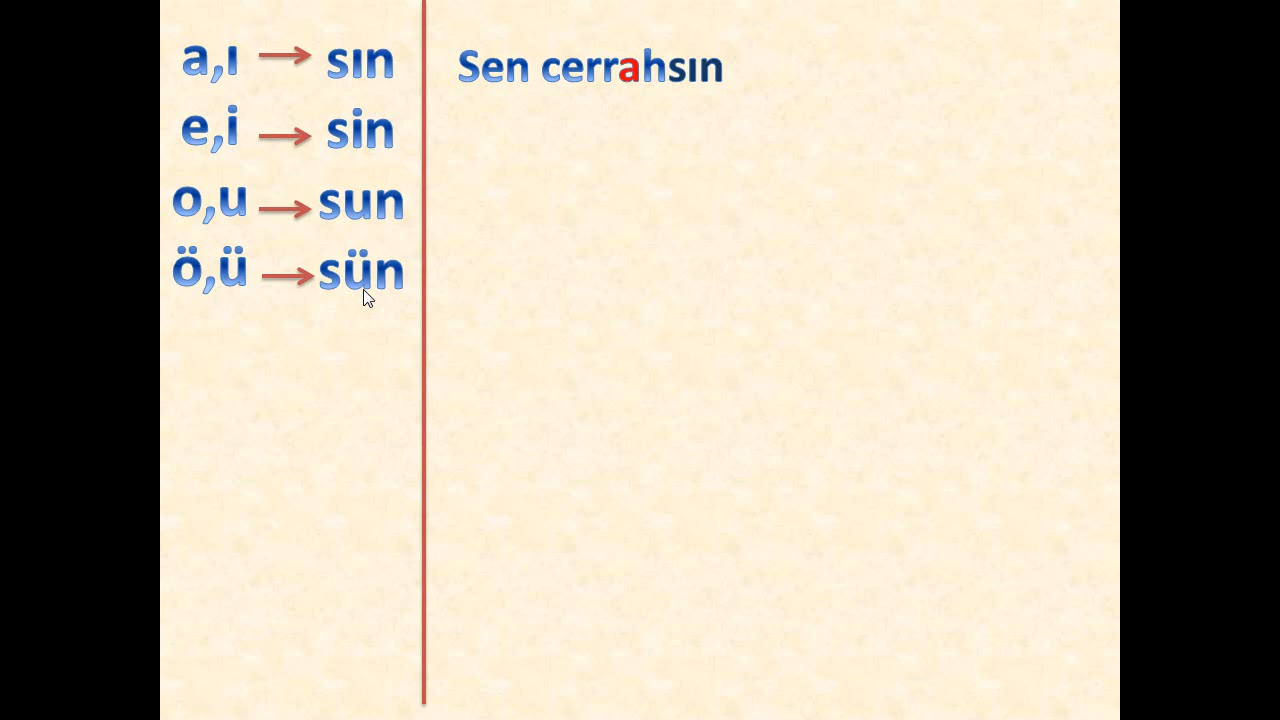 a,ı → sın
e,i → sin
o,u → sun
ö,ü → sün
Sen cerrahsın